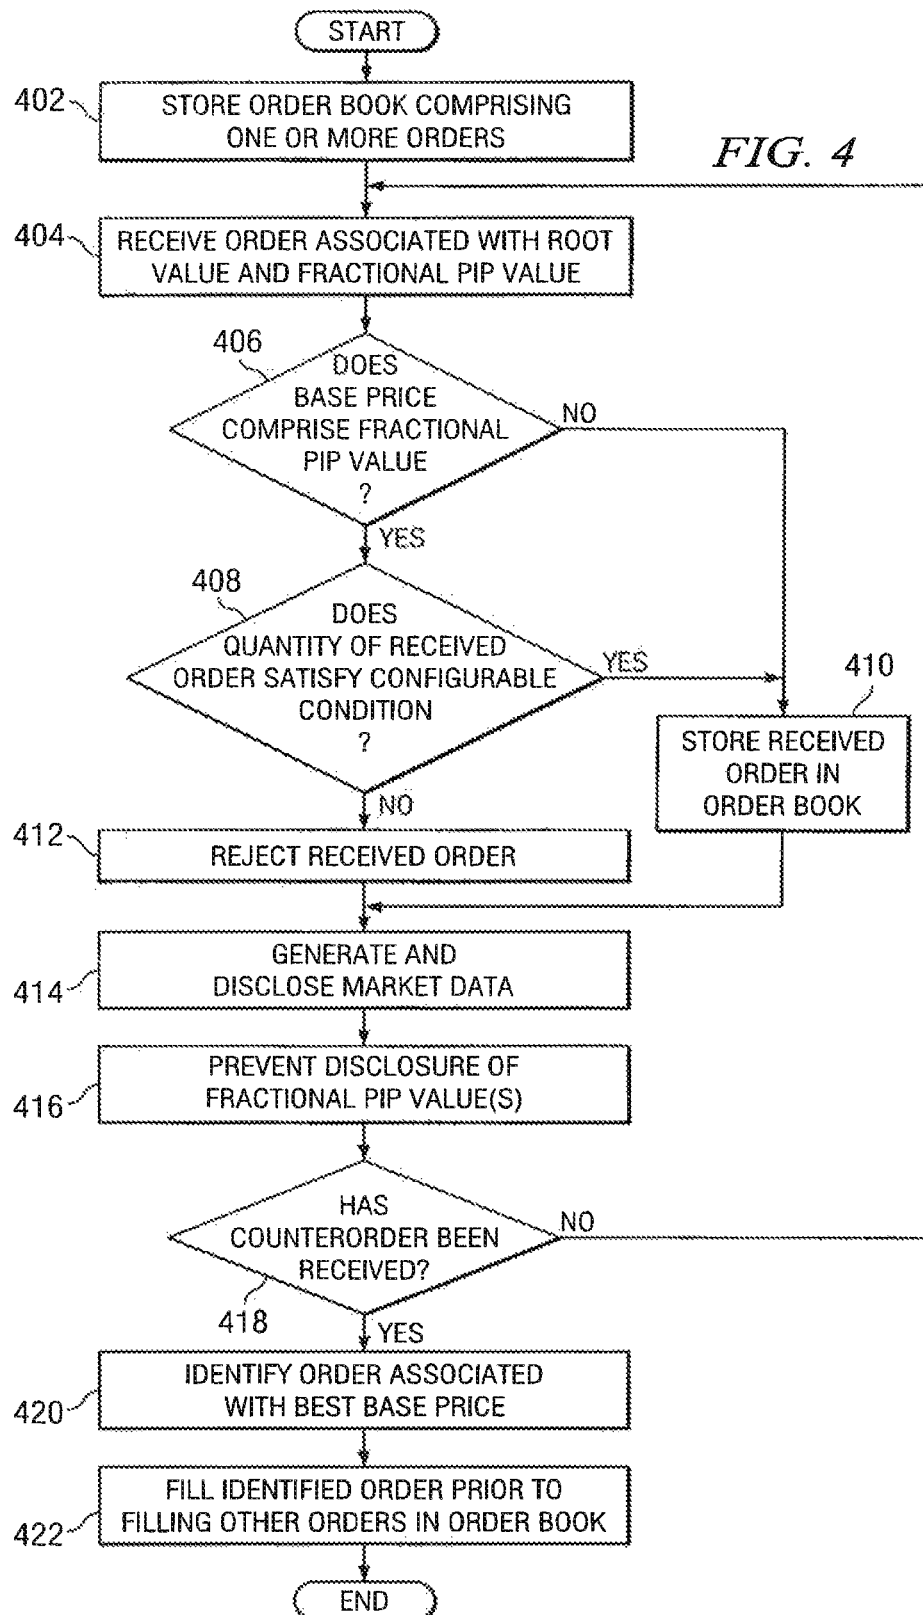 START
402
STORE ORDER BOOK COMPRISING
ONE OR MORE ORDERS
FIG. 4
404
RECEIVE ORDER ASSOCIATED WITH ROOT
VALUE AND FRACTIONAL PIP VALUE
406
DOES
BASE PRICE
COMPRISE FRACTIONAL
PIP VALUE
?
NO
YES
408
DOES
QUANTITY OF RECEIVED
ORDER SATISFY CONFIGURABLE
CONDITION
?
YES
NO
410
STORE RECEIVED
ORDER IN
ORDER BOOK
412
REJECT RECEIVED ORDER
414
GENERATE AND
DISCLOSE MARKET DATA
416
PREVENT DISCLOSURE OF
FRACTIONAL PIP VALUE(S)
HAS
COUNTERORDER BEEN
RECEIVED?
NO
418
YES
420
IDENTIFY ORDER ASSOCIATED
WITH BEST BASE PRICE
422
FILL IDENTIFIED ORDER PRIOR TO
FILLING OTHER ORDERS IN ORDER BOOK
END